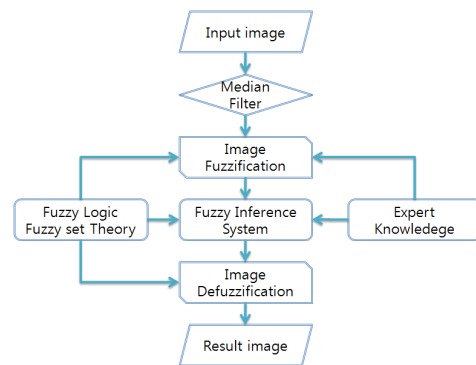 Input image
Median
Filter
Image
Fuzzification
Fuzzy Logic
Fuzzy set Theory
Fuzzy Inference
System
Expert
Knowledege
Image
Defuzzification
Result image